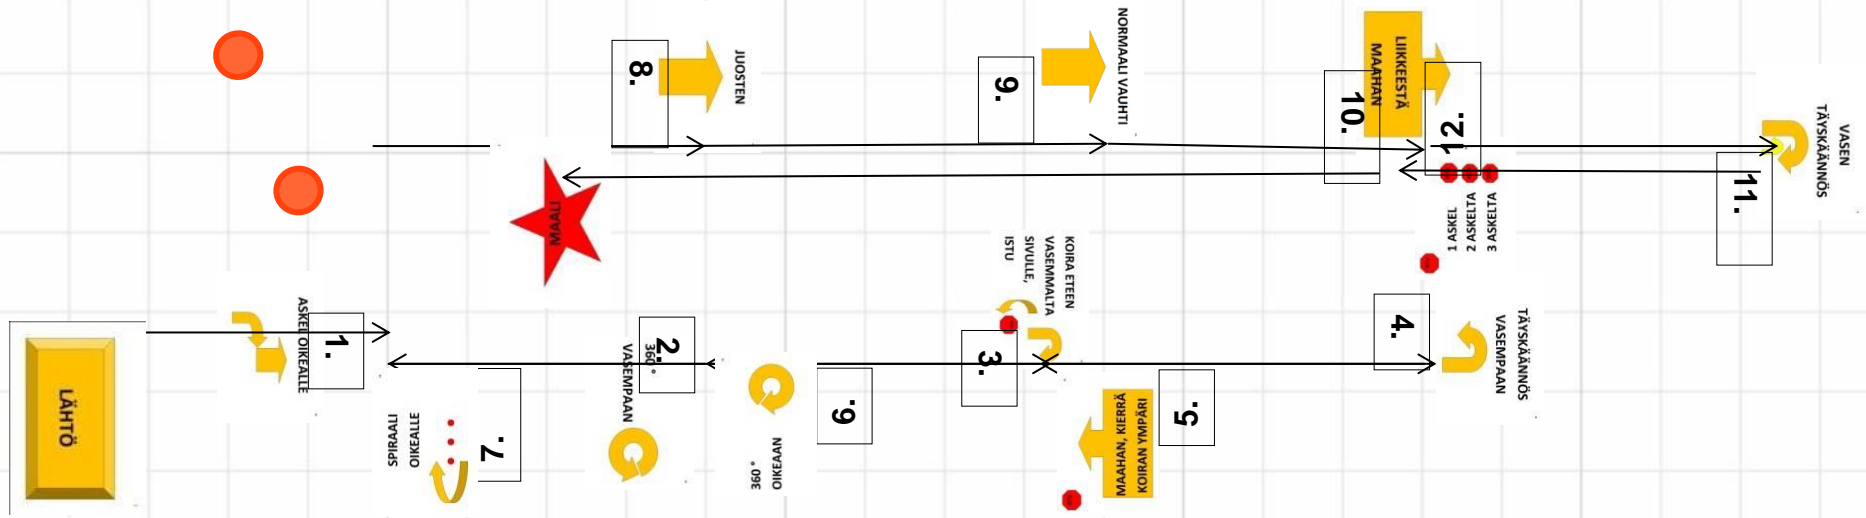 LÄHTÖ
1.
ASKEL OIKEALLE
2.
360°
VASEMPAAN
3.
KOIRA ETEEN
VASEMMALTA
SIVULLE,
ISTU
4.
TÄYSKÄÄNNÖS
VASEMPAAN
5.
MAAHAN, KIERRÄ
KOIRAN YMPÄRI
6.
360°
OIKEAAN
7.
SPIRAALI
OIKEALLE
8.
JUOSTEN
9.
NORMAALI VAUHTI
10.
LIIKKEESTÄ
MAAHAN
11.
VASEN
TÄYSKÄÄNNÖS
12.
1 ASKEL
2 ASKELTA
3 ASKELTA
MAALI